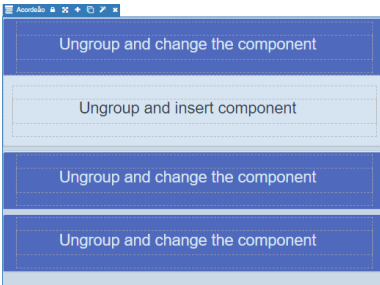 Acordeão
Ungroup and change the component
Ungroup and insert component
Ungroup and change the component
Ungroup and change the component